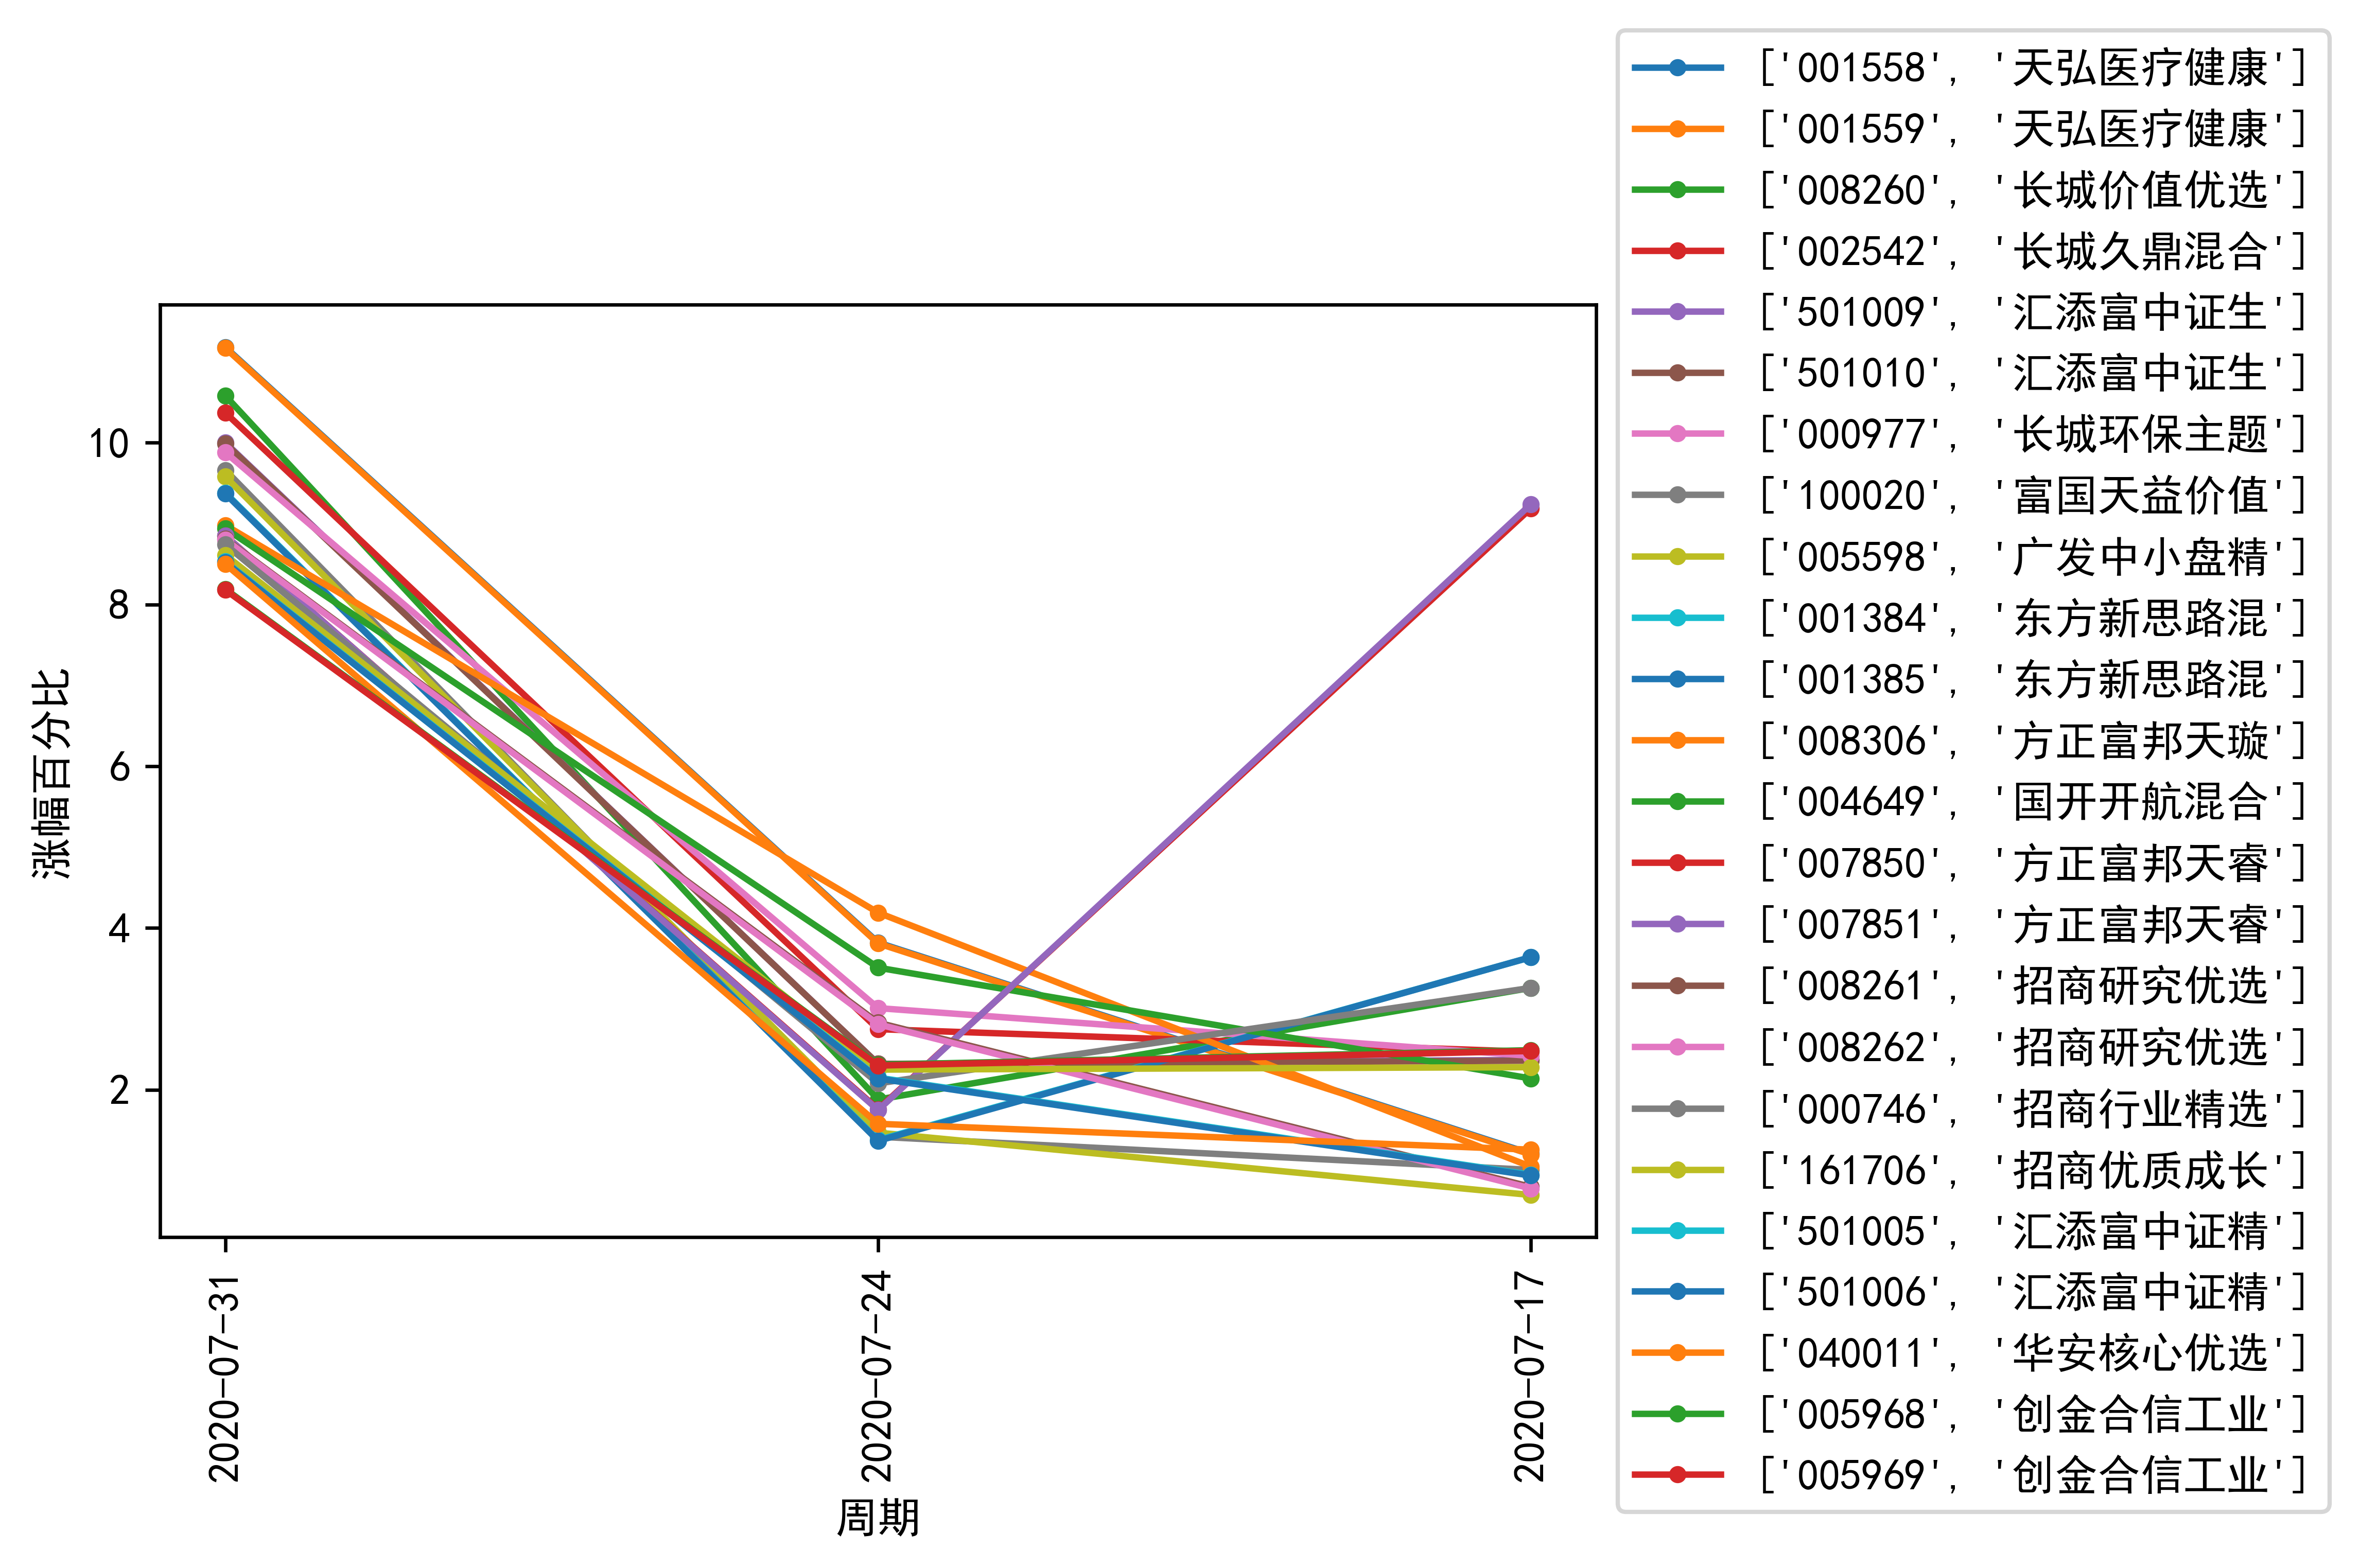 ['001558', '天弘医疗健康']
['001559', '天弘医疗健康']
['008260', '长城价值优选']
['002542', '长城久鼎混合']
['501009', '汇添富中证生']
['501010', '汇添富中证生']
['000977', '长城环保主题']
['100020', '富国天益价值']
['005598', '广发中小盘精']
['001384', '东方新思路混']
['001385', '东方新思路混']
['008306', '方正富邦天璇']
['004649', '国开开航混合']
['007850', '方正富邦天睿']
['007851', '方正富邦天睿']
['008261', '招商研究优选']
['008262', '招商研究优选']
['000746', '招商行业精选']
['161706', '招商优质成长']
['501005', '汇添富中证精']
['501006', '汇添富中证精']
['040011', '华安核心优选']
['005968', '创金合信工业']
['005969', '创金合信工业']
涨幅百分比
10
8
6
4
2
2020-07-31
2020-07-24
2020-07-17
周期